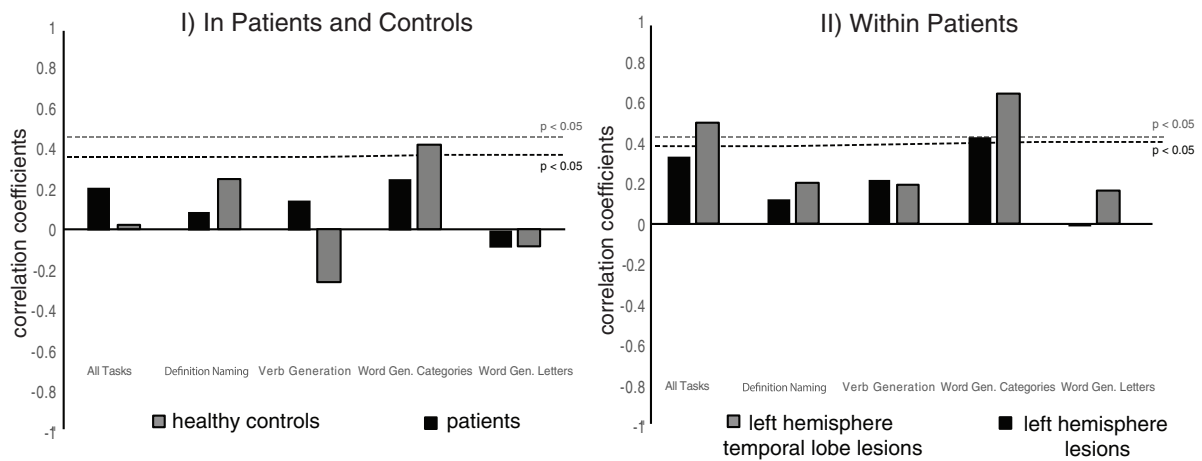 I) In Patients and Controls
correlation coefficients
1
0.8
0.6
0.4
0.2
0
-0.2
-0.4
-0.6
-0.8
-1
p < 0.05
p < 0.05
All Tasks Definition Naming Verb Generation Word Gen. Categories Word Gen. Letters
healthy controls patients
II) Within Patients
correlation coefficients
1
0.8
0.6
0.4
0.2
0
-0.2
-0.4
-0.6
-0.8
-1
p < 0.05
p < 0.05
All Tasks Definition Naming Verb Generation Word Gen. Categories Word Gen. Letters
left hemisphere
temporal lobe lesions
left hemisphere
lesions